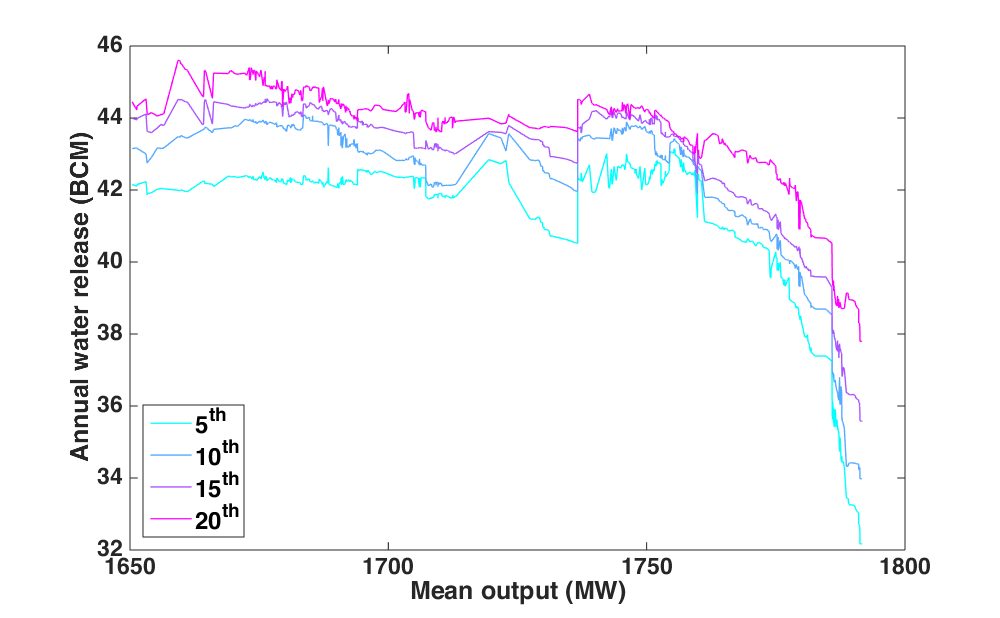 46
44
42
40
38
36
34
32
Annual water release (BCM)
5th
10th
15th
20th
1650 1700 1750 1800
Mean output (MW)